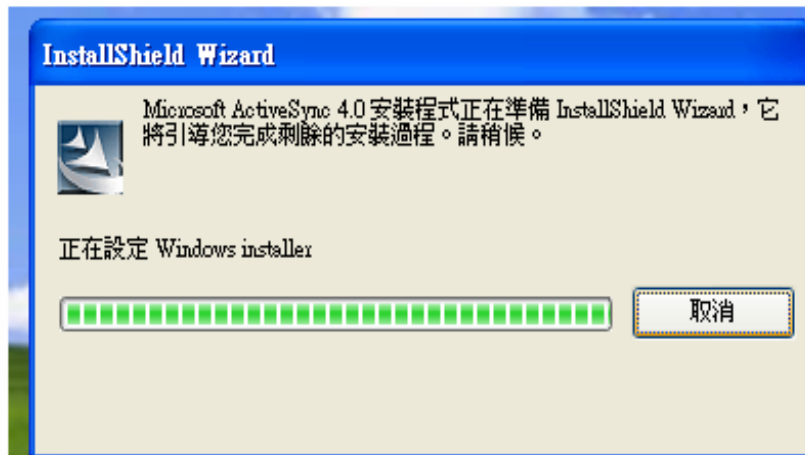 InstallShield Wizard
Microsoft ActiveSync 4.0 安裝程式正在準備 InstallShield Wizard，它
將引導您完成剩餘的安裝過程。請稍候。
正在設定 Windows installer
取消